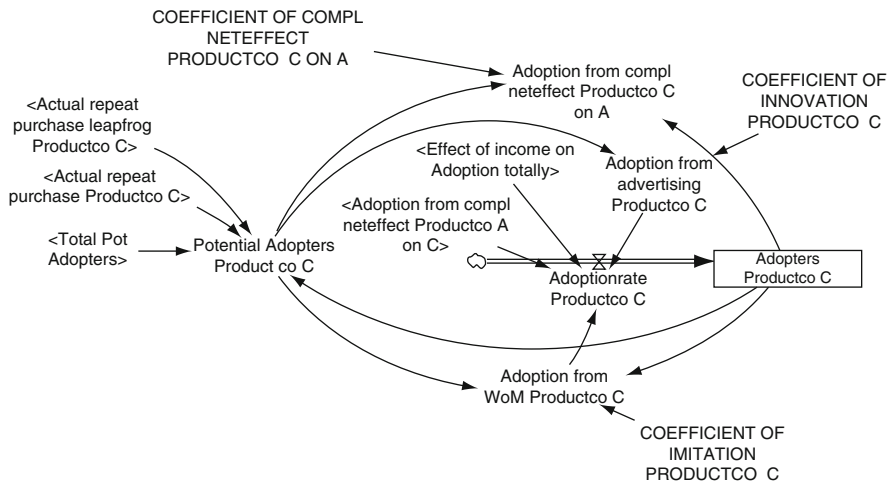 COEFFICIENT OF COMPL
NETEFFECT
PRODUCTCO C ON A
Adoption from compl
neteffect Productco C
on A
COEFFICIENT OF
INNOVATION
PRODUCTCO C
<Actual repeat
purchase leapfrog
Productco C>
<Effect of income on
Adoption totally>
Adoption from
advertising
Productco C
<Actual repeat
purchase Productco C>
<Adoption from compl
neteffect Productco A
on C>
<Total Pot
Adopters>
Potential Adopters
Product co C
Adoptionrate
Productco C
Adopters
Productco C
Adoption from
WoM Productco C
COEFFICIENT OF
IMITATION
PRODUCTCO C